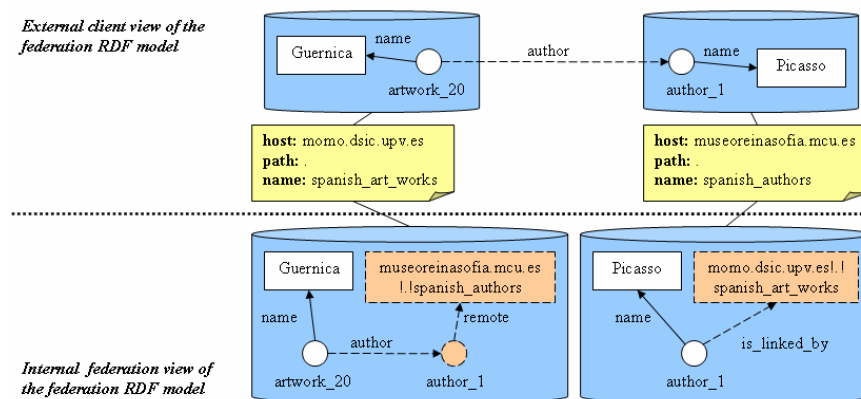 External client view of the
federation RDF model
Guernica
name
artwork_20
author
name
author_1
Picasso
host: momo.dsic.upv.es
path: .
name: spanish_art_works
host: museoreinasofía.mcu.es
path: .
name: spanish_authors
Guernica
museoreinasofia.mcu.es
!.!spanish_authors
name
remote
author
artwork_20
author_1
Picasso
momo.dsic.upv.es!.!
spanish_art_works
name
is_linked_by
author_1
Internal federation view of
the federation RDF model